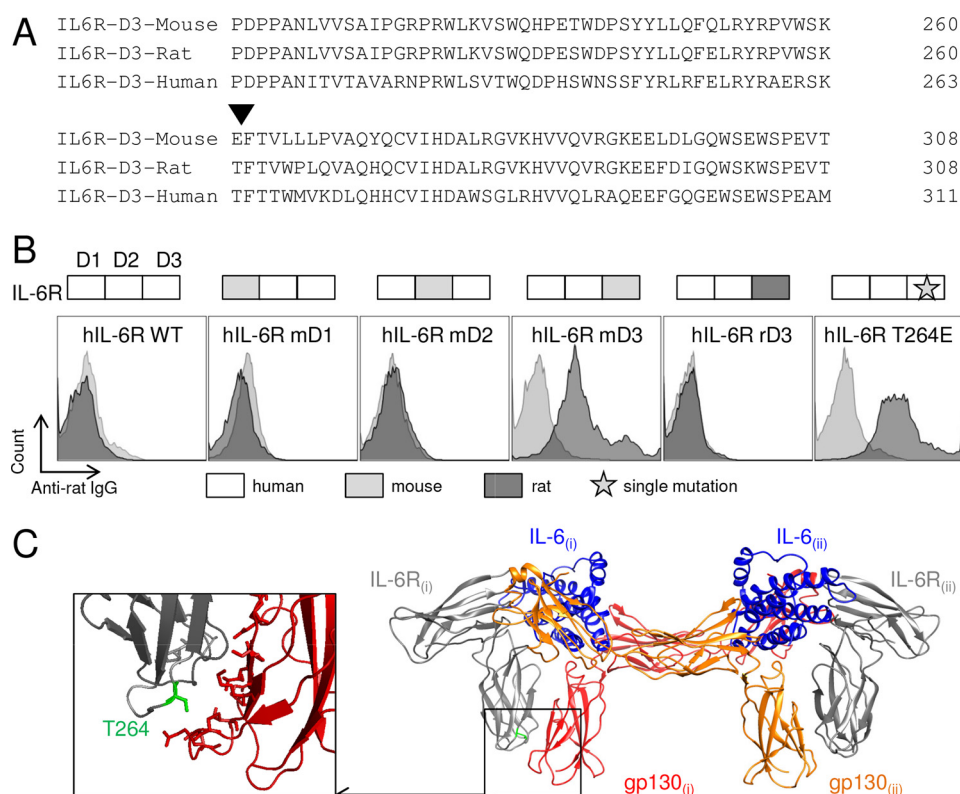 A
IL6R-D3-Mouse PDPPANLVVSAIPGRPRWLKVSWQHPETWDPSYYLLQFQLRYRPVWSK 260
IL6R-D3-Rat PDPPANLVVSAIPGRPRWLKVSWQDPESWDPSYYLLQFELRYRPVWSK 260
IL6R-D3-Human PDPPANITVTAVARNPRWLSVTWQDPHSWNSSFYRLRFELRYRAERSK 263
IL6R-D3-Mouse EFTVLLLPVAQYQCVIHDALRGVKHVVQVRGKEELDLGQWSEWSPEVT 308
IL6R-D3-Rat TFTVWPLQVAQHQCVIHDALRGVKHVVQVRGKEEFDIGQWSKWSPEVT 308
IL6R-D3-Human TFTTWMVKDLQHHCVIHDAWSGLRHVVQLRAQEEFGQGEWSEWSPEAM 311
B
D1 D2 D3
IL-6R
hIL-6R WT hIL-6R mD1 hIL-6R mD2 hIL-6R mD3 hIL-6R rD3 hIL-6R T264E
Count
Anti-rat IgG
human mouse rat single mutation
C
IL-6(i) IL-6(ii)
IL-6R(i) IL-6R(ii)
T264
gp130(i) gp130(ii)